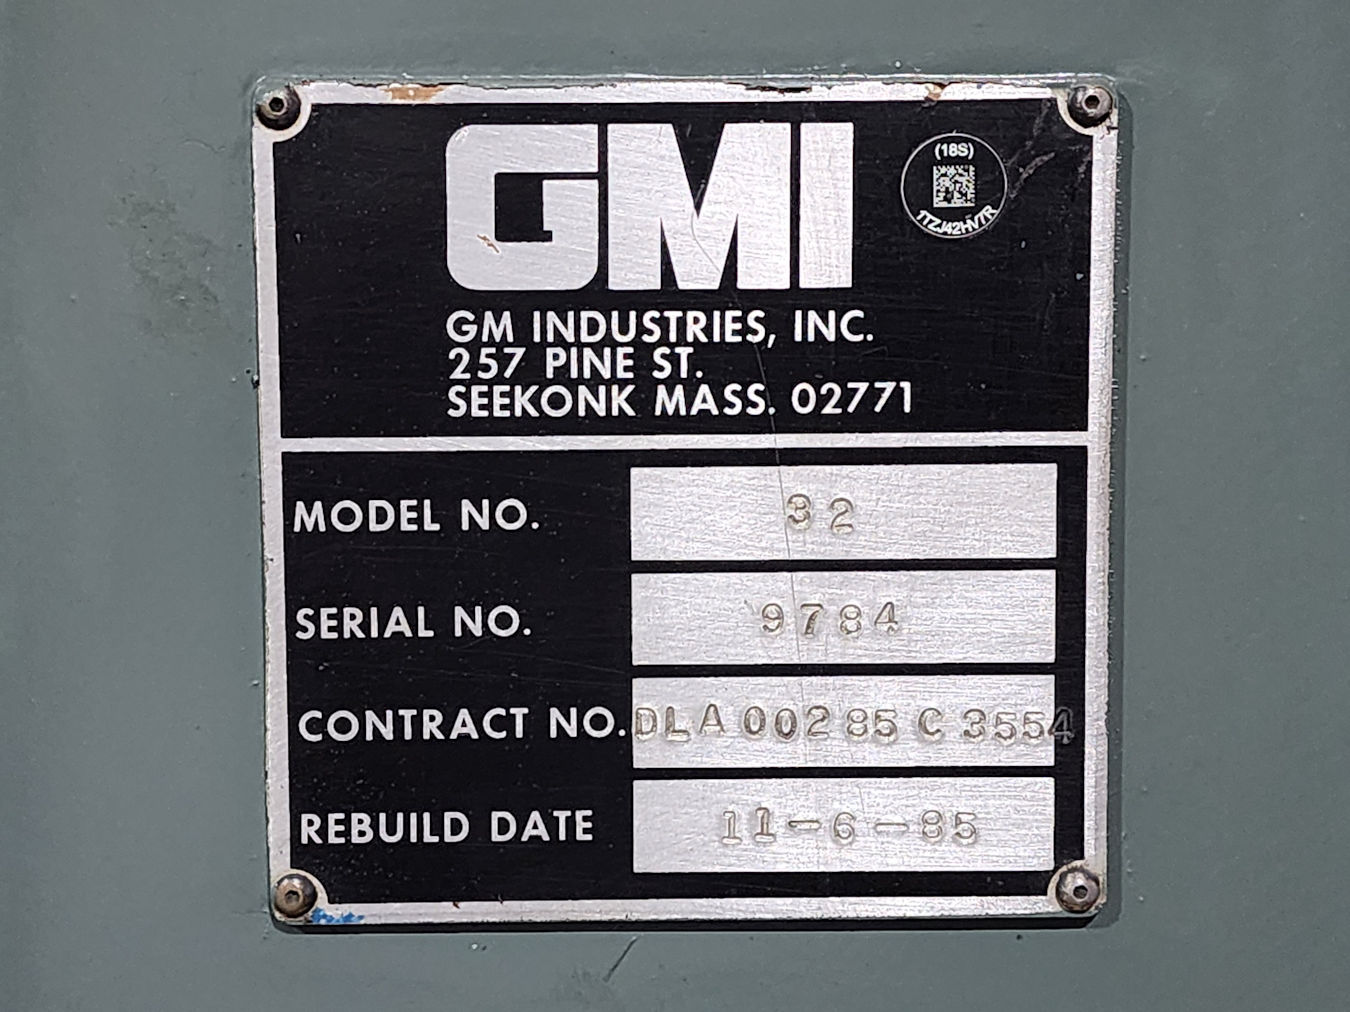 GMI
(18S)
1TZJ42HV7R
GM INDUSTRIES, INC.
257 PINE ST.
SEEKONK MASS. 02771
MODEL NO. 32
SERIAL NO. 9784
CONTRACT NO. DLA 002 85 C 3554
REBUILD DATE 11-6-85